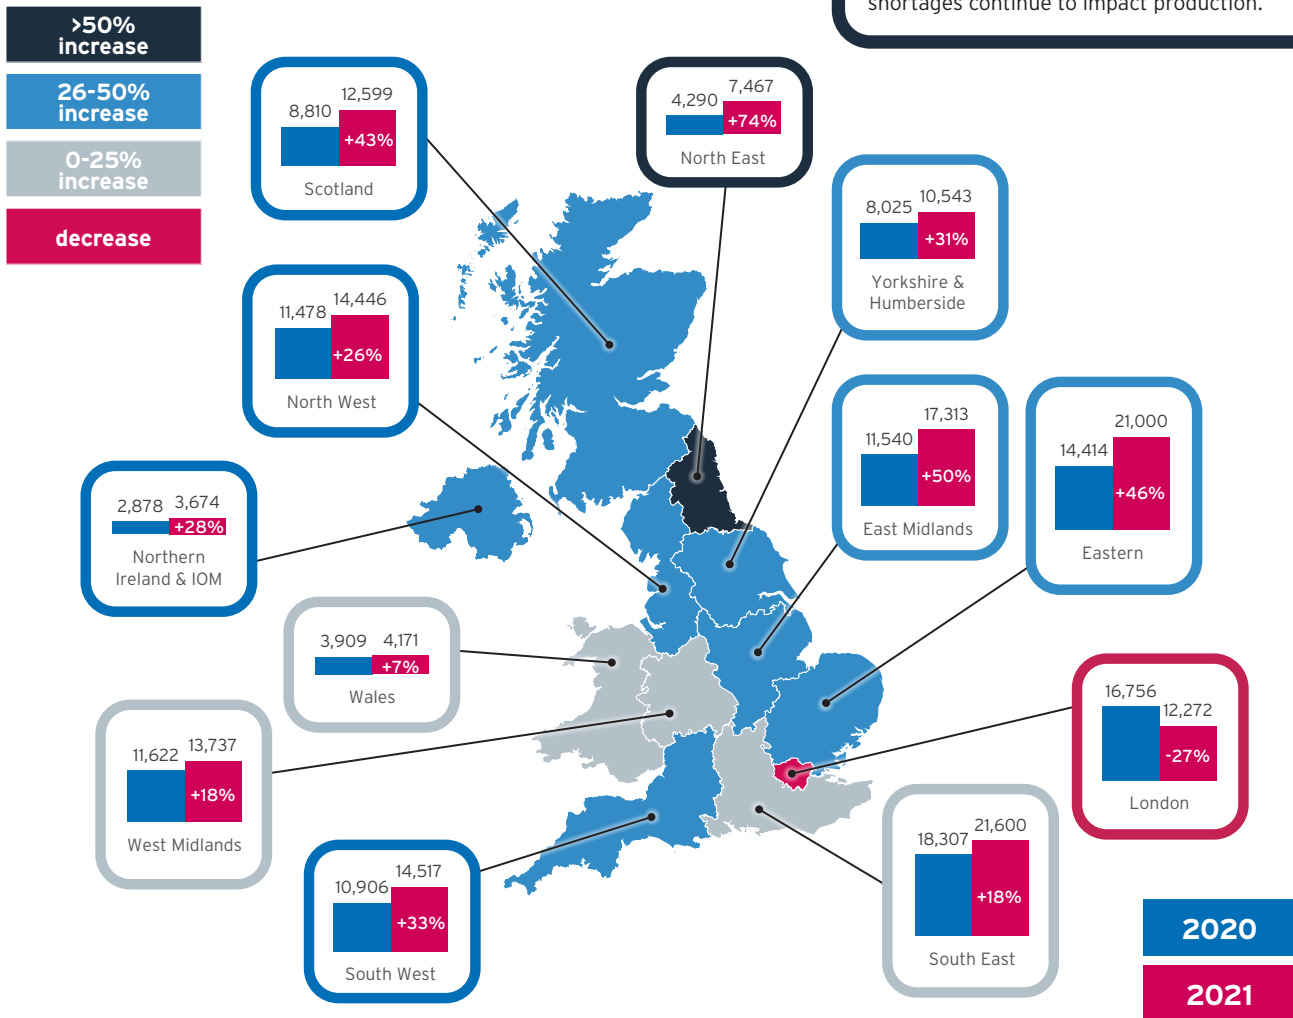 shortages continue to impact production.
>50%
increase
26-50%
increase
0-25%
increase
decrease
8,810 12,599
+43%
Scotland
4,290 7,467
+74%
North East
8,025 10,543
+31%
Yorkshire &
Humberside
11,478 14,446
+26%
North West
11,540 17,313
+50%
East Midlands
14,414 21,000
+46%
Eastern
2,878 3,674
+28%
Northern
Ireland & IOM
3,909 4,171
+7%
Wales
16,756 12,272
-27%
London
11,622 13,737
+18%
West Midlands
18,307 21,600
+18%
South East
10,906 14,517
+33%
South West
2020
2021